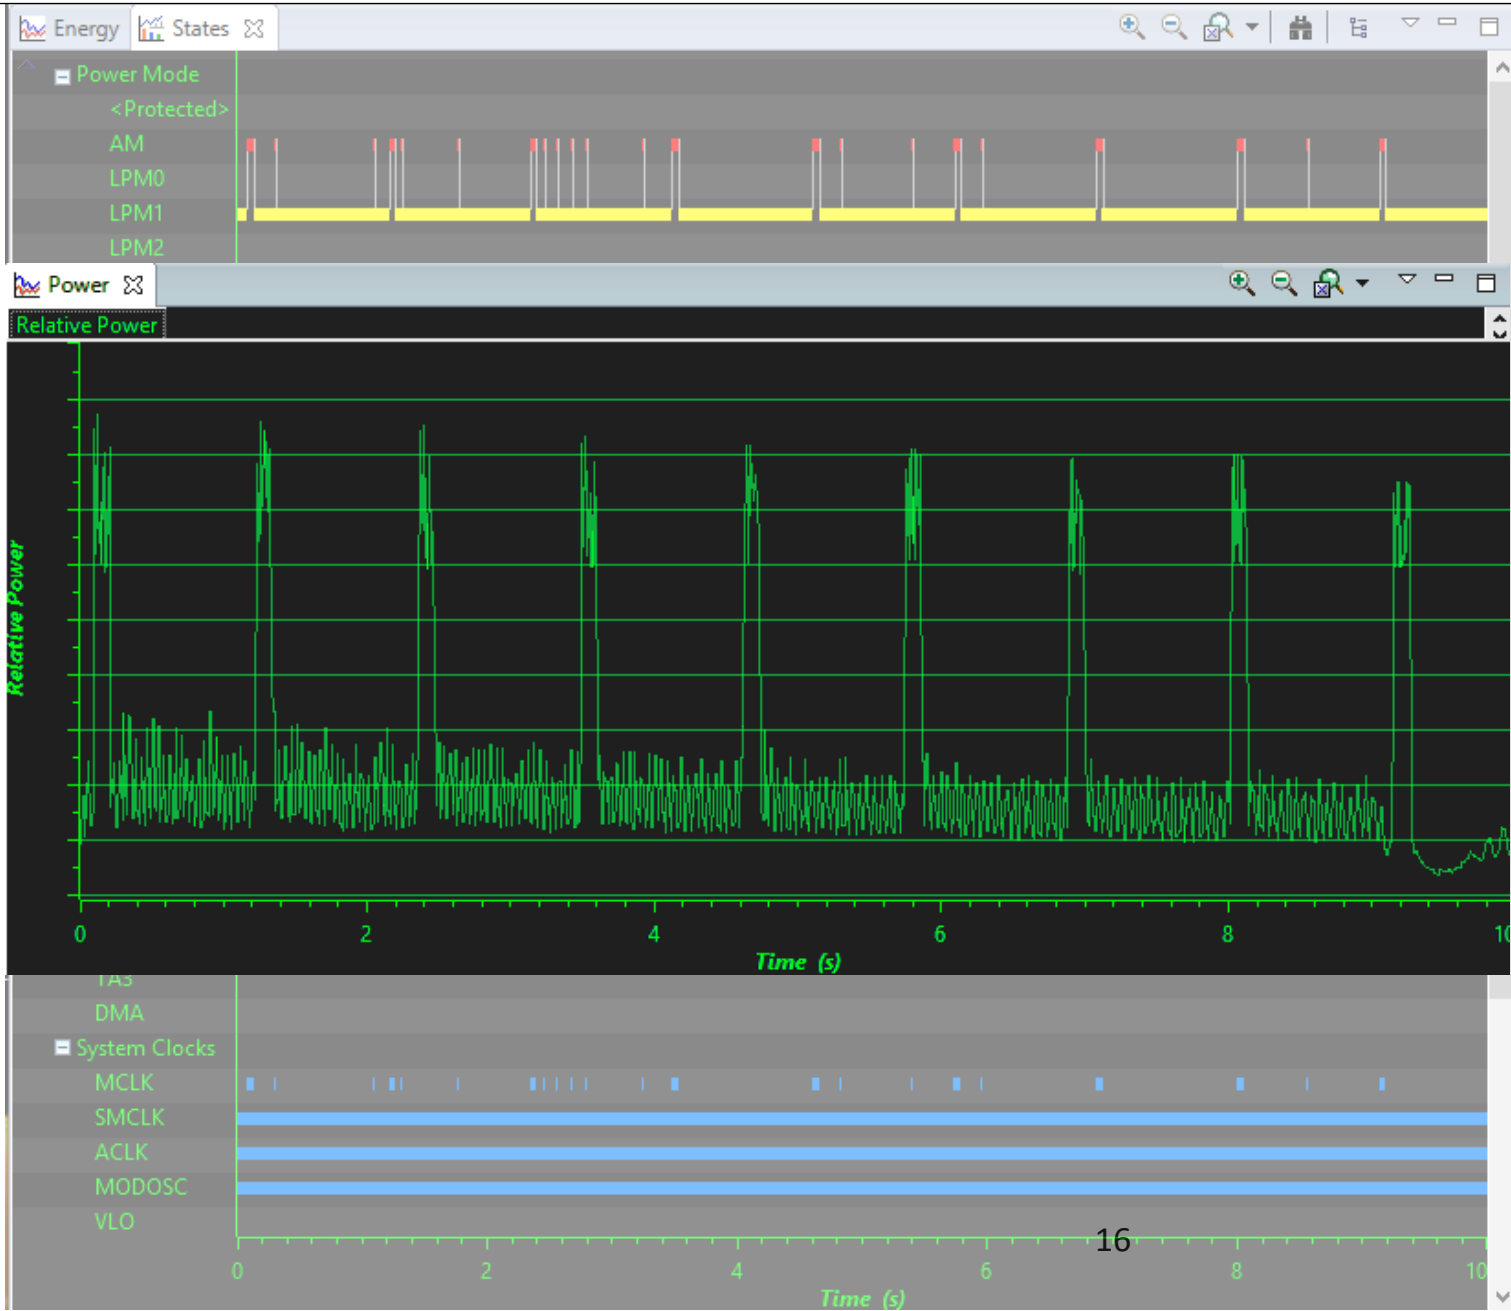 Energy States
Power Mode
<Protected>
AM
LPM0
LPM1
LPM2
Power
Relative Power
Relative Power
0 2 4 6 8 10
Time (s)
TA3
DMA
System Clocks
MCLK
SMCLK
ACLK
MODOSC
VLO
16
0 2 4 6 8 10
Time (s)